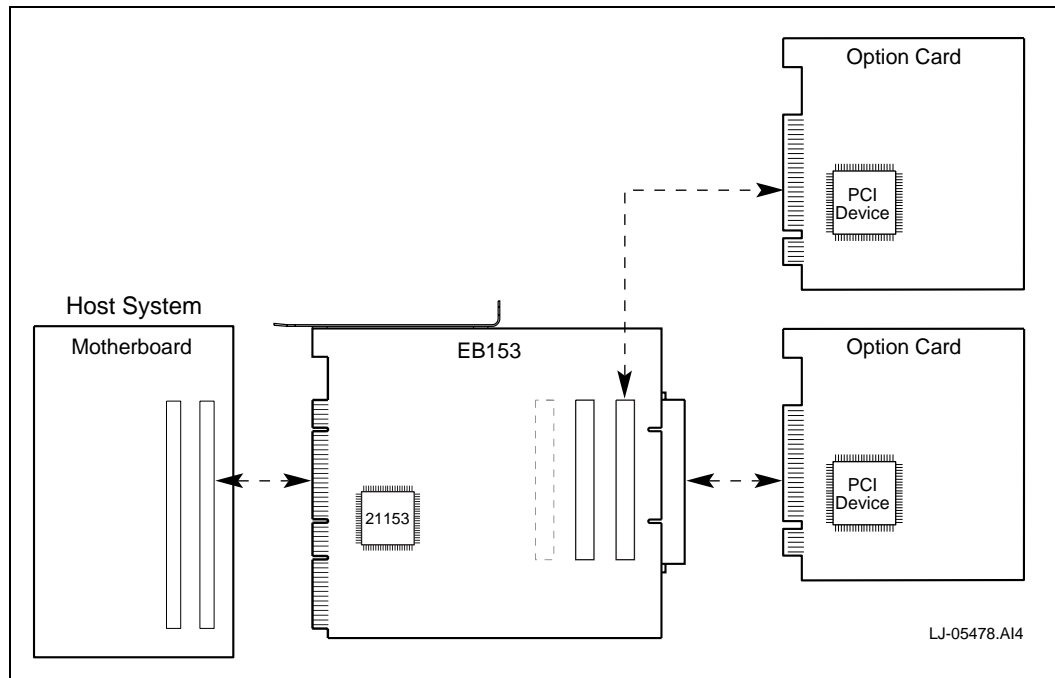 Option Card
PCI
Device
Host System
Motherboard
EB153
21153
Option Card
PCI
Device
LJ-05478.AI4